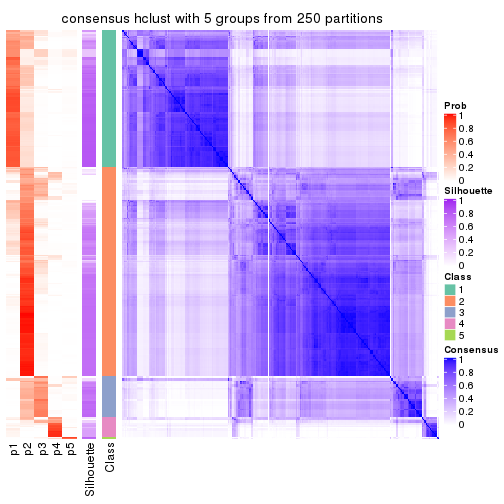 consensus hclust with 5 groups from 250 partitions
Prob
1
0.8
0.6
0.4
0.2
0
Silhouette
1
0.8
0.6
0.4
0.2
0
Class
1
2
3
4
5
Consensus
1
0.8
0.6
0.4
0.2
0
p1
p2
p3
p4
p5
Silhouette
Class